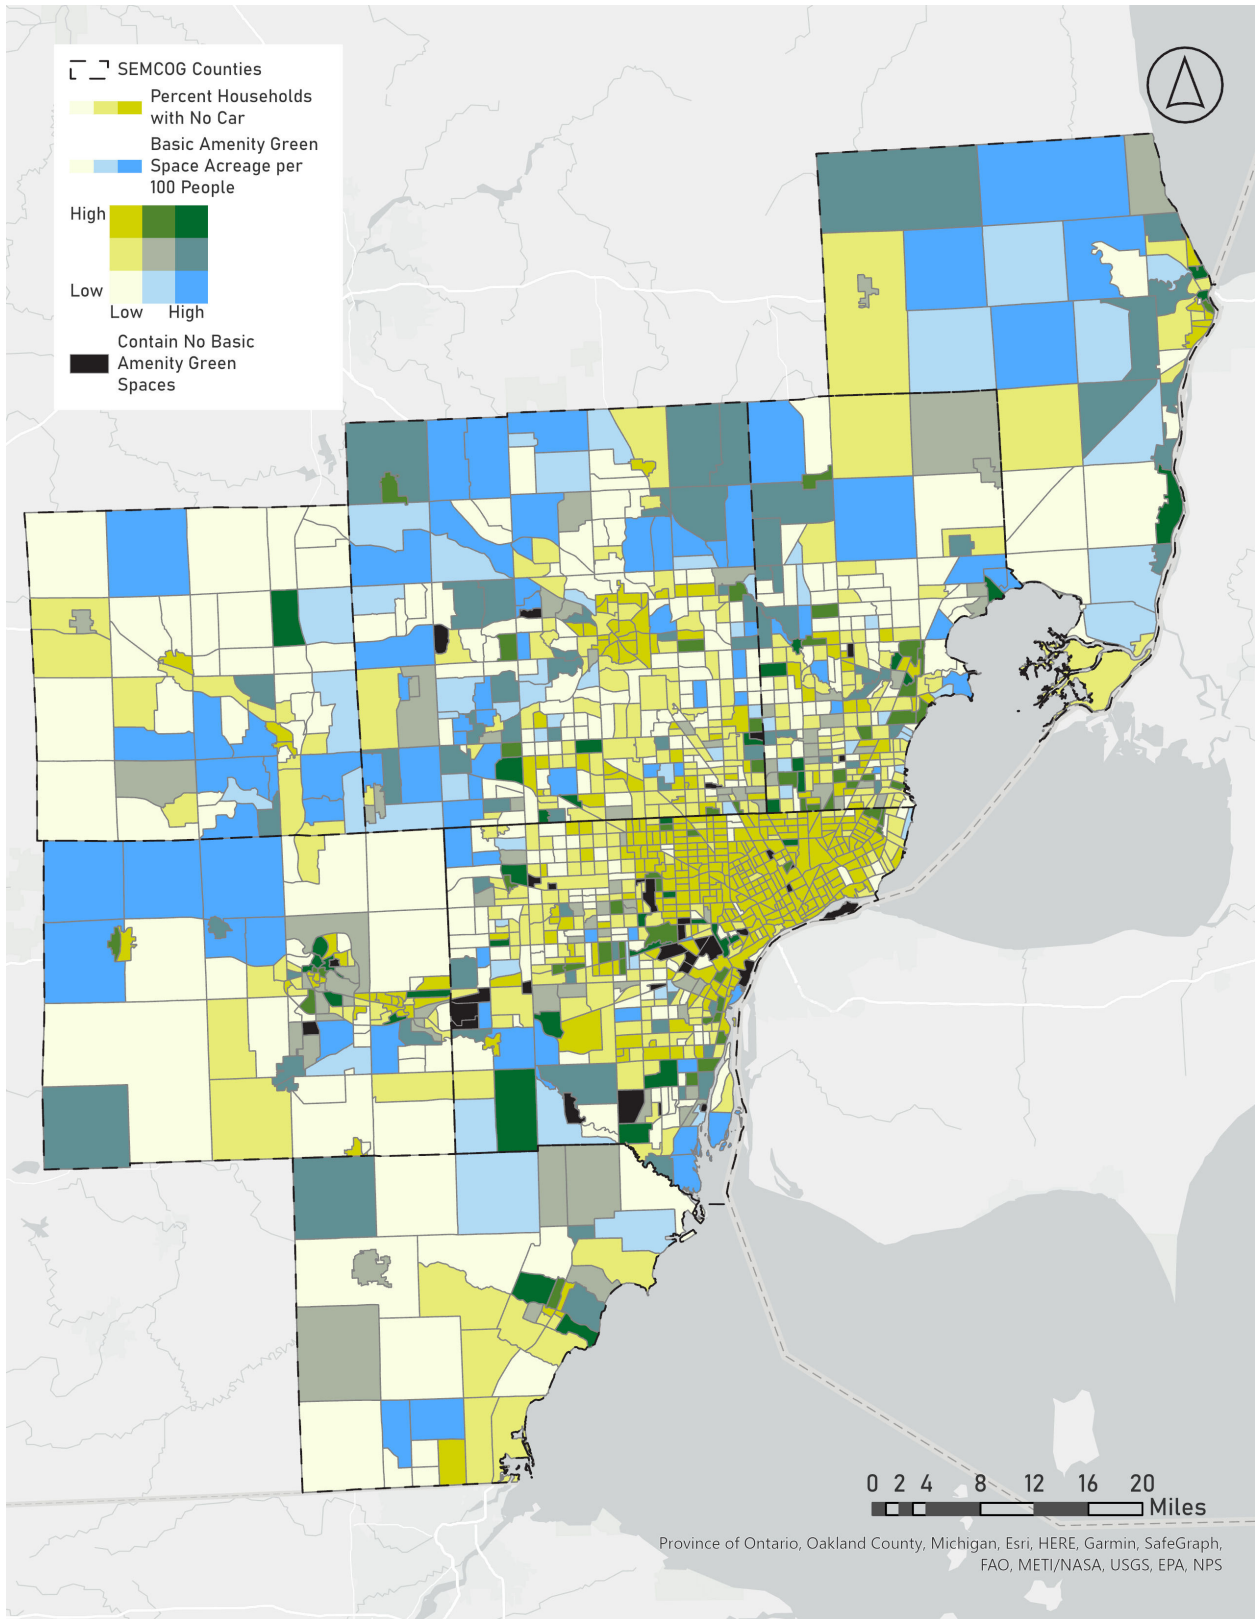 SEMCOG Counties
Percent Households
with No Car
Basic Amenity Green
Space Acreage per
100 People
High
Low
Low High
Contain No Basic
Amenity Green
Spaces
0 2 4 8 12 16 20
Miles
Province of Ontario, Oakland County, Michigan, Esri, HERE, Garmin, SafeGraph,
FAO, METI/NASA, USGS, EPA, NPS